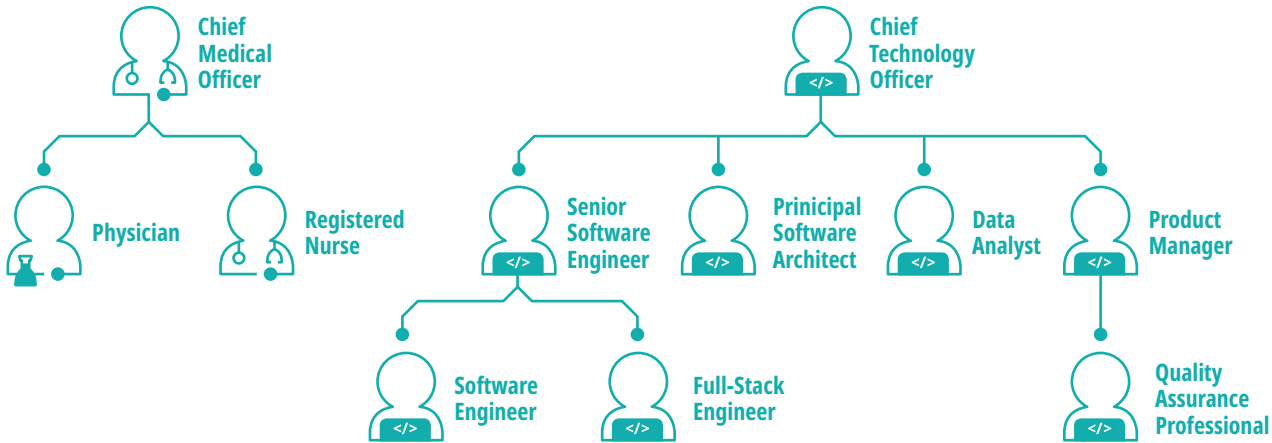 Chief
Medical
Officer
Chief
Technology
Officer
</>
Physician
Registered
Nurse
Senior
Software
Engineer
</>
Prinicipal
Software
Architect
</>
Data
Analyst
</>
Product
Manager
</>
Software
Engineer
</>
Full-Stack
Engineer
</>
Quality
Assurance
Professional
</>